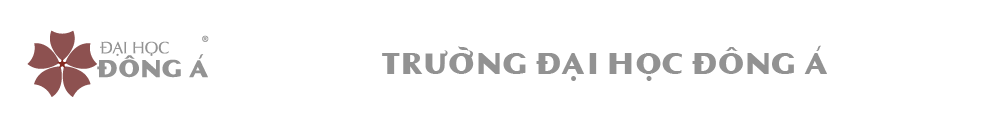 ĐẠI HỌC ®
ĐÔNG Á
TRƯỜNG ĐẠI HỌC ĐÔNG Á